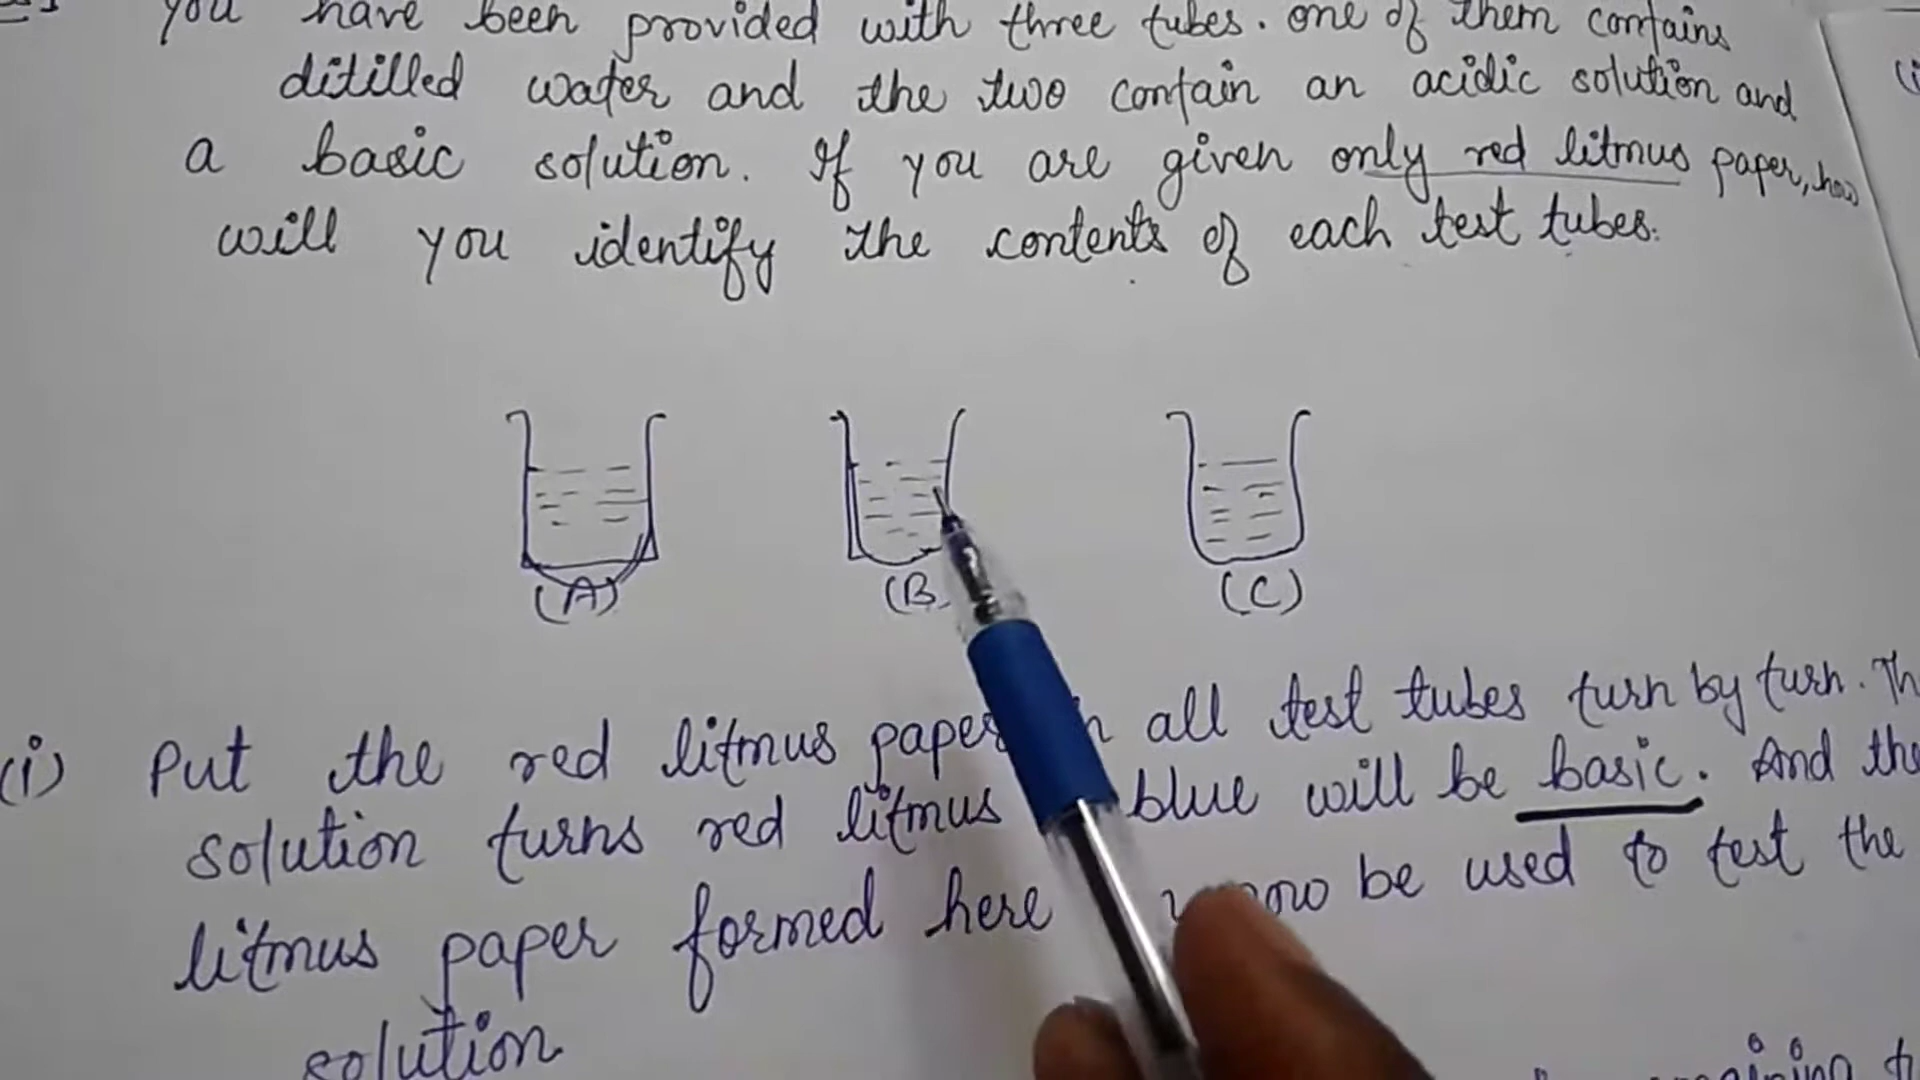 you have been provided with three tubes. one of them contains
ditilled water and the two contain an acidic solution and
a basic solution. If you are given only red litmus paper, how
will you identify the contents of each test tubes.
(A) (B (C)
(i) Put the red litmus paper all test tubes turn by turn. Th
solution turns red litmus blue will be basic. And the
litmus paper formed here now be used to test the
solution